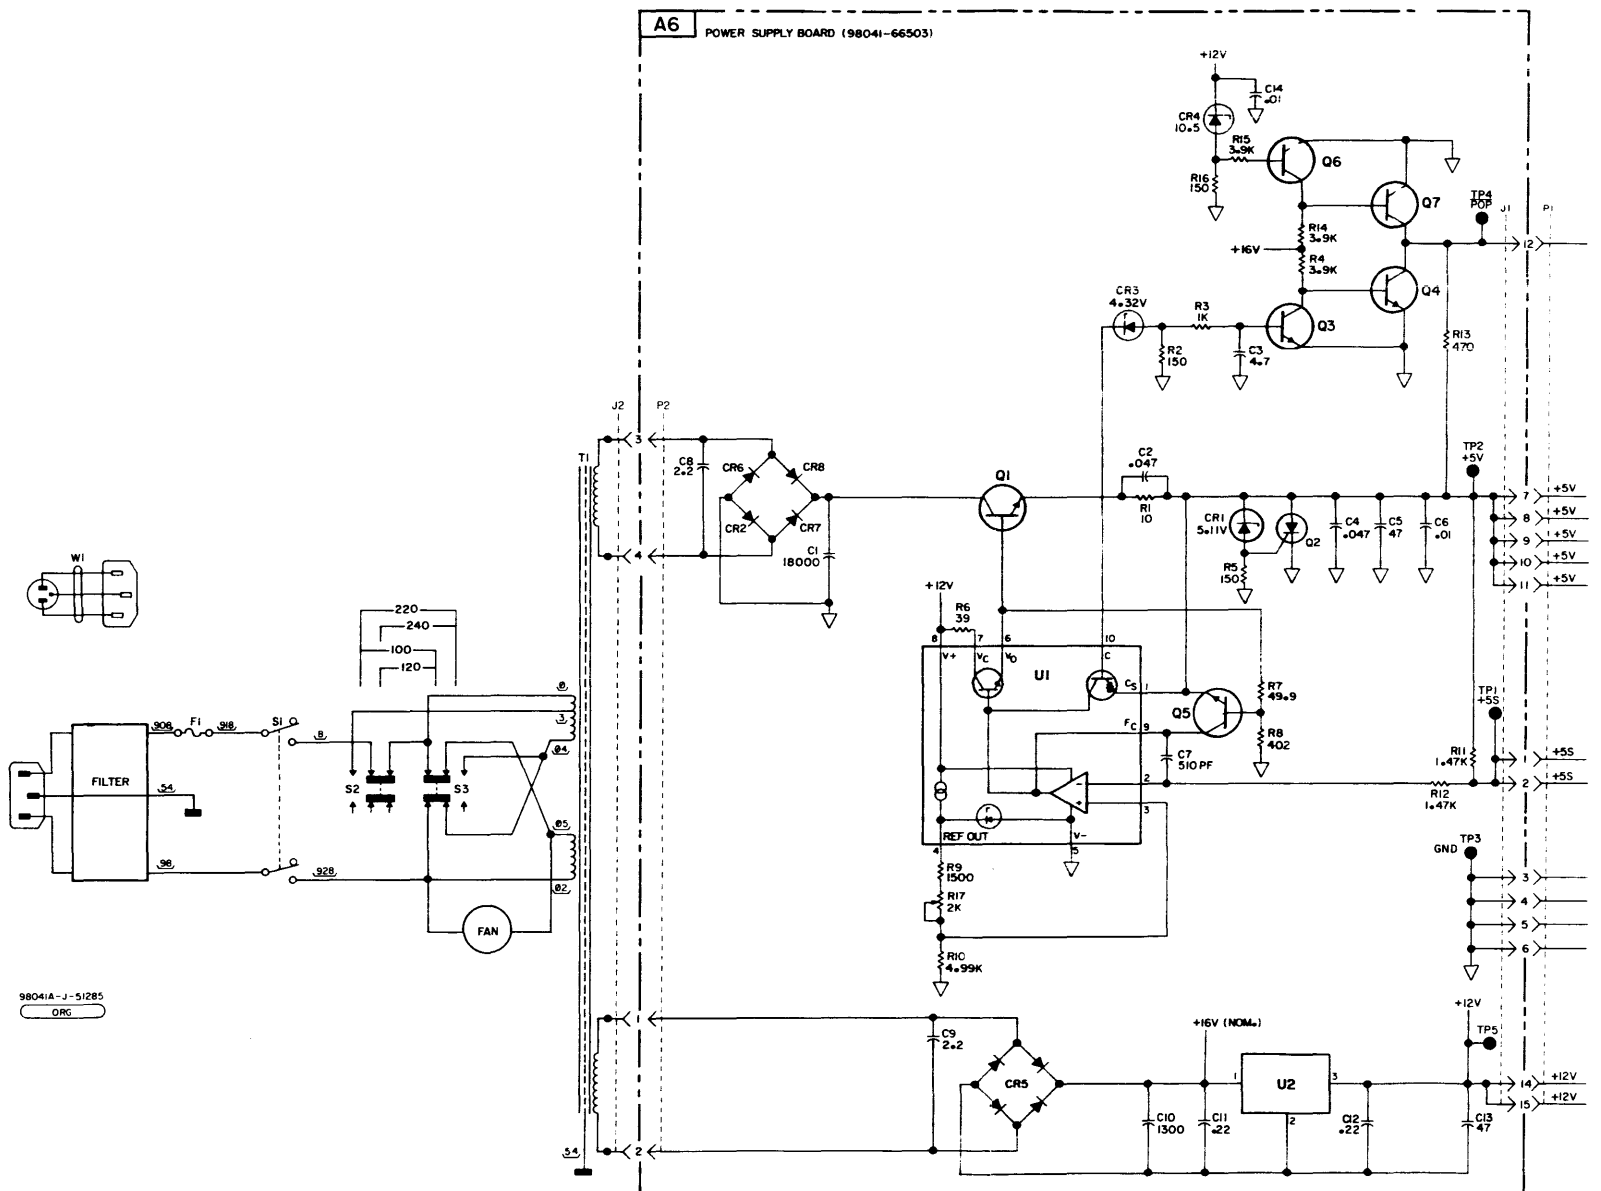 A6
POWER SUPPLY BOARD (98041-66503)
+12V
C14
.01
CR4
10.5
R15
3.9K
Q6
R16
150
Q7
TP4
POP
J1
P1
R14
3.9K
+16V
R4
3.9K
12
CR3
4.32V
R3
1K
Q4
Q3
R2
150
C3
4.7
R13
470
J2
P2
3
T1
C8
2.2
CR6
CR8
CR2
CR7
C1
18000
4
Q1
C2
.047
R1
10
TP2
+5V
CR1
5.11V
Q2
C4
.047
C5
47
C6
.01
R5
150
7
+5V
8
+5V
9
+5V
10
+5V
11
+5V
W1
+12V
R6
39
8
7
6
10
V+
VC
VO
C
U1
CS
1
Q5
R7
49.9
R8
402
FC
9
C7
510PF
2
3
REF OUT
V-
4
5
TP1
+5S
R11
1.47K
R12
1.47K
1
+5S
2
+5S
220
240
100
120
FILTER
908
F1
918
S1
8
54
98
928
S2
S3
0
3
04
05
02
FAN
R9
1500
R17
2K
R10
4.99K
GND
TP3
3
4
5
6
98041A-J-51285
ORG
1
C9
2.2
CR5
+16V (NOM.)
1
U2
3
2
C10
1300
C11
.22
C12
.22
C13
47
+12V
TP5
14
+12V
15
+12V
54
2